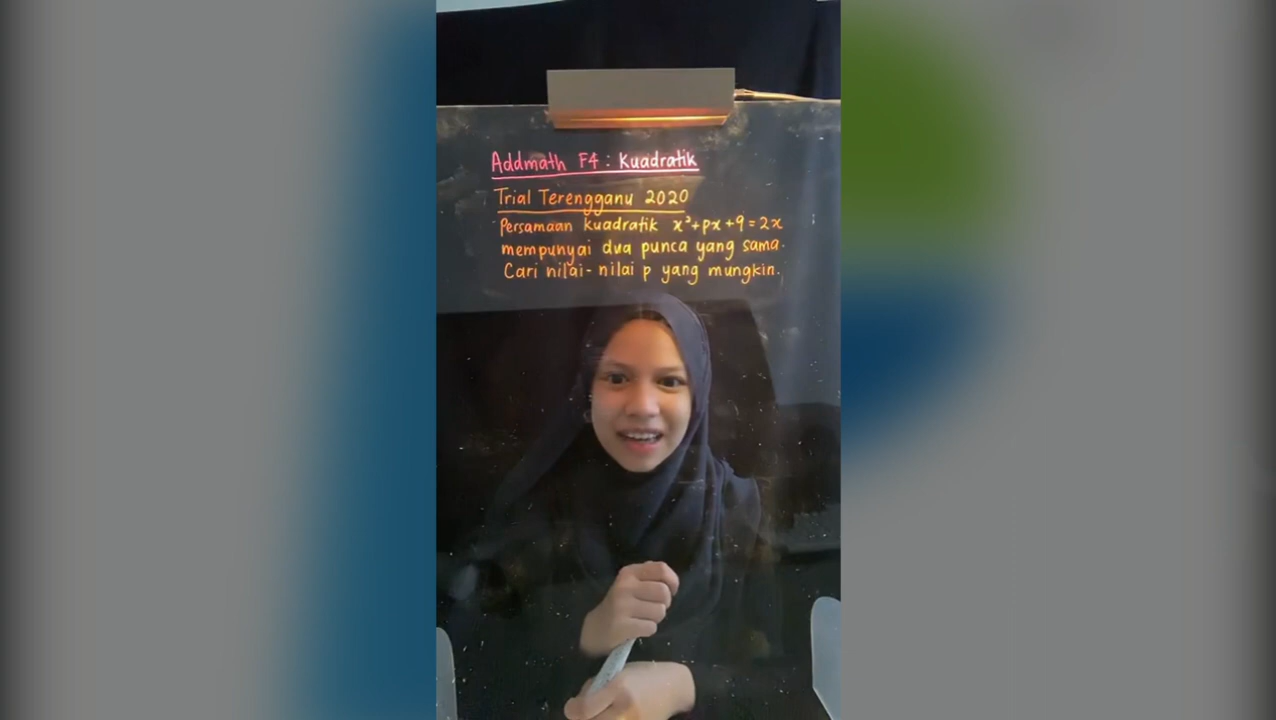 Addmath F4 : Kuadratik
Trial Terengganu 2020
Persamaan kuadratik x²+px+9=2x
mempunyai dua punca yang sama.
Cari nilai-nilai p yang mungkin.